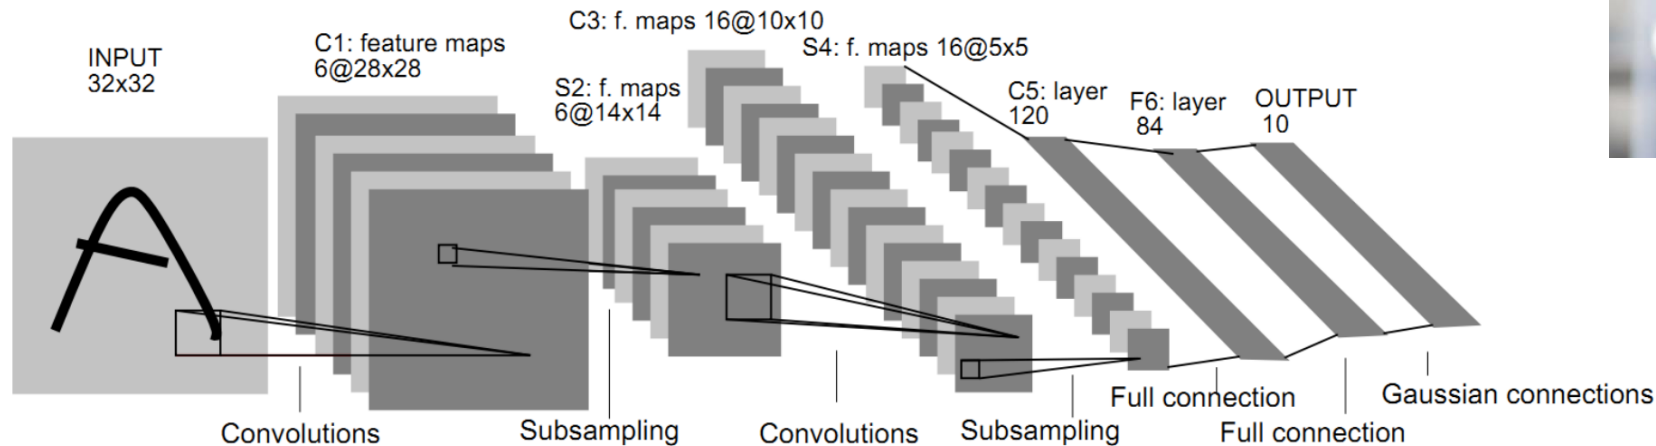 INPUT
32x32
C1: feature maps
6@28x28
S2: f. maps
6@14x14
C3: f. maps 16@10x10
S4: f. maps 16@5x5
C5: layer
120
F6: layer
84
OUTPUT
10
A
Convolutions
Subsampling
Convolutions
Subsampling
Full connection
Full connection
Gaussian connections